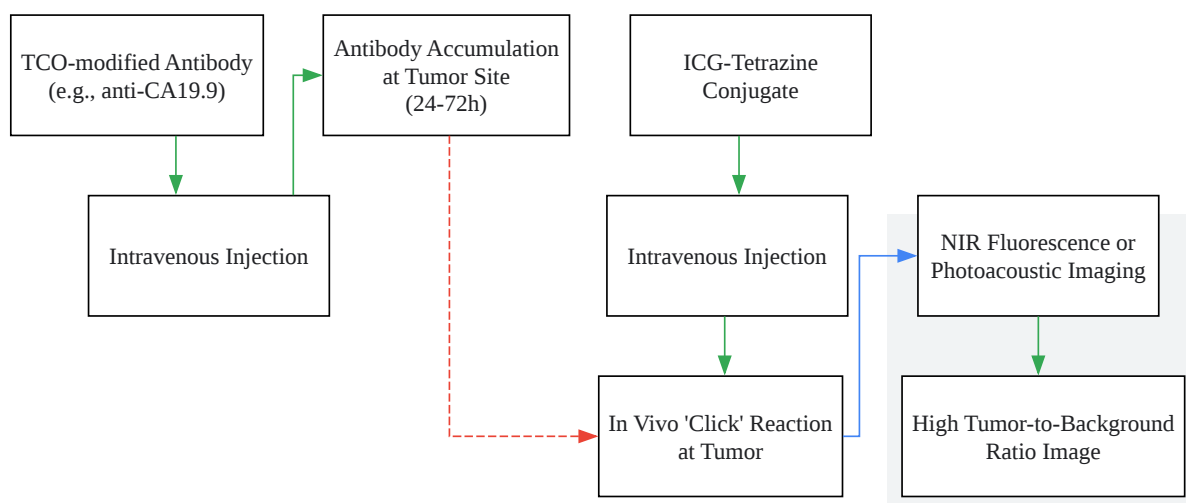 TCO-modified Antibody
(e.g., anti-CA19.9)
Intravenous Injection
Antibody Accumulation
at Tumor Site
(24-72h)
ICG-Tetrazine
Conjugate
Intravenous Injection
In Vivo 'Click' Reaction
at Tumor
NIR Fluorescence or
Photoacoustic Imaging
High Tumor-to-Background
Ratio Image